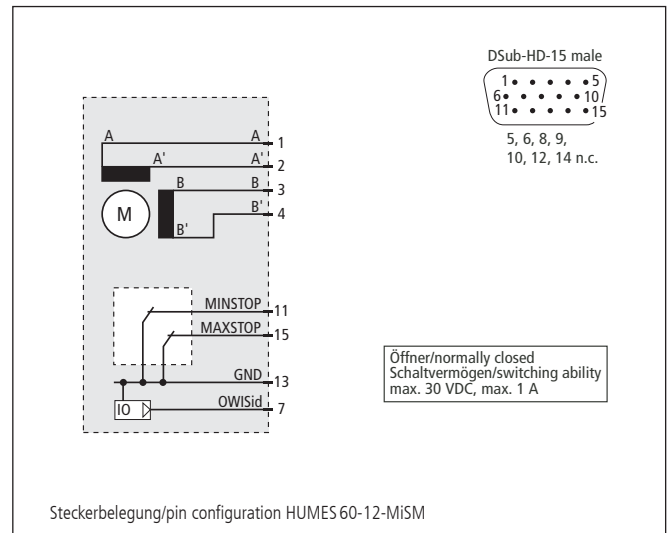 DSub-HD-15 male
1 5
6 10
11 15
5, 6, 8, 9,
10, 12, 14 n.c.
A A 1
A' A' 2
B B 3
M B' 4
B'
MINSTOP 11
MAXSTOP 15
GND 13
IO OWISid 7
Öffner/normally closed
Schaltvermögen/switching ability
max. 30 VDC, max. 1 A
Steckerbelegung/pin configuration HUMES 60-12-MiSM